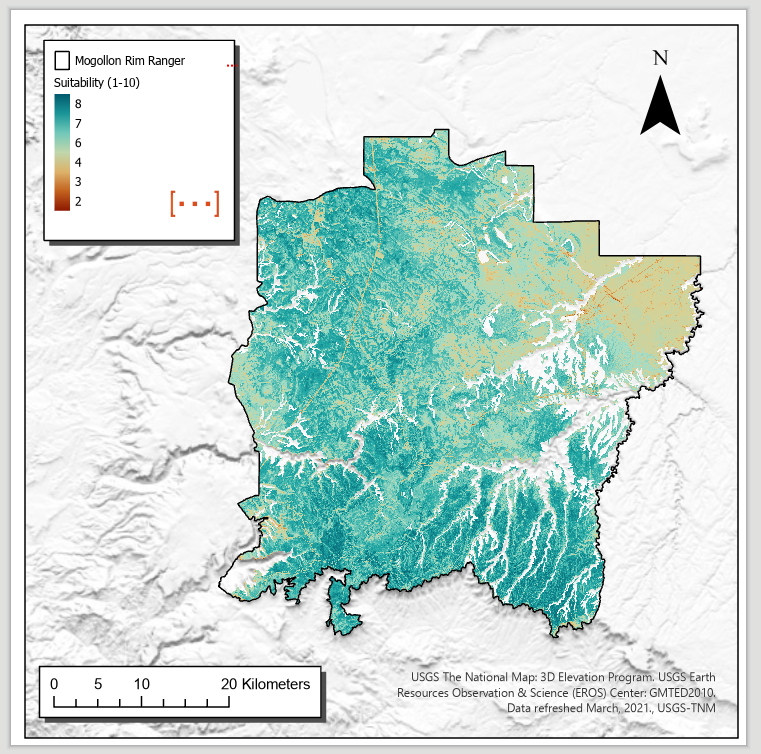 Mogollon Rim Ranger ...
Suitability (1-10)
8
7
6
4
3
2
[...]
N
0 5 10 20 Kilometers
USGS The National Map: 3D Elevation Program. USGS Earth
Resources Observation & Science (EROS) Center: GMTED2010.
Data refreshed March, 2021., USGS-TNM